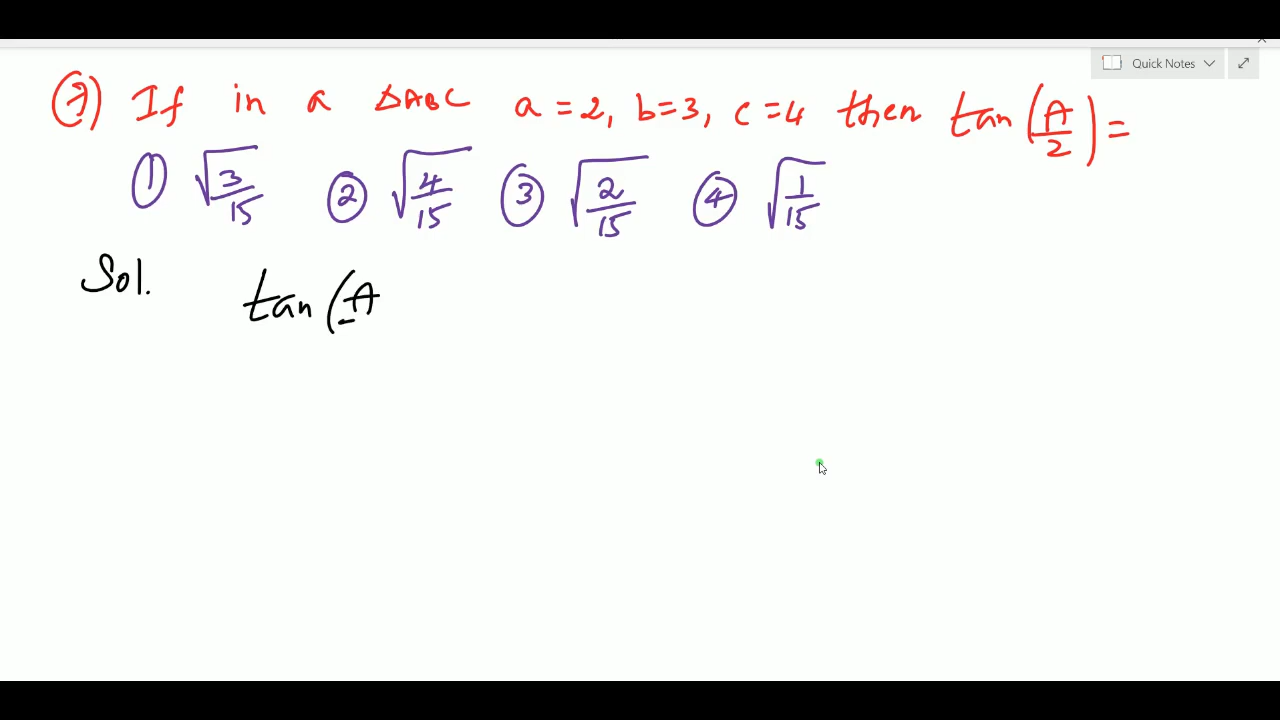 Quick Notes
7) If in a △ABC a = 2, b = 3, c = 4 then tan(A/2) =
① √(3/15) ② √(4/15) ③ √(2/15) ④ √(1/15)
Sol. tan(A